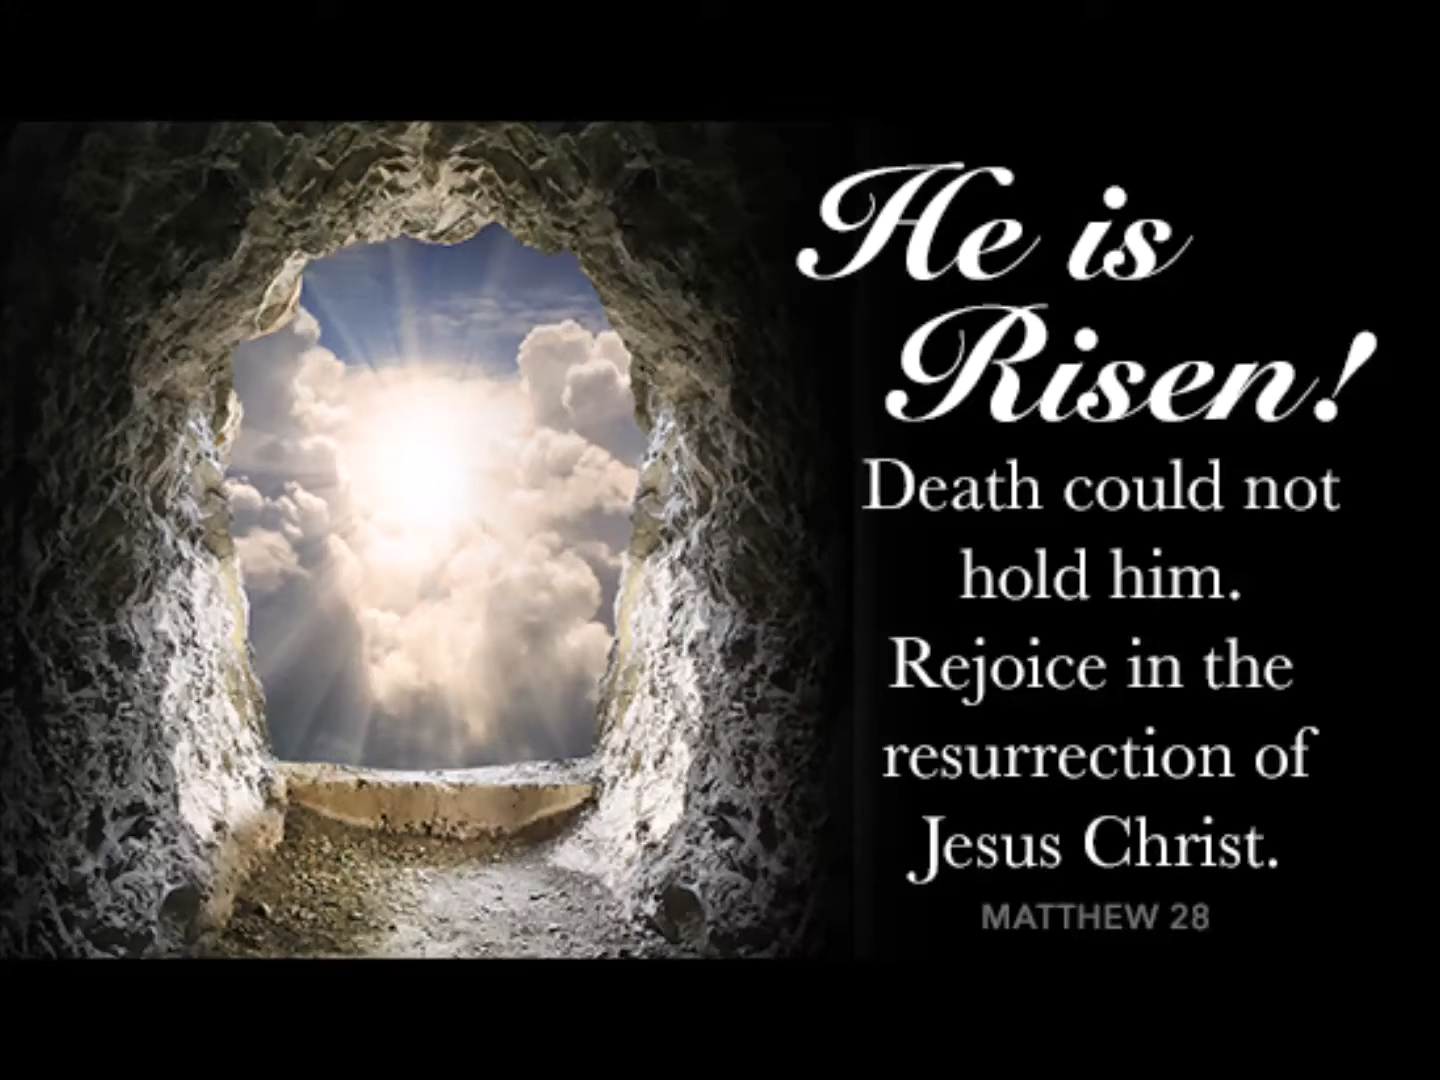 He is
Risen!
Death could not
hold him.
Rejoice in the
resurrection of
Jesus Christ.
MATTHEW 28